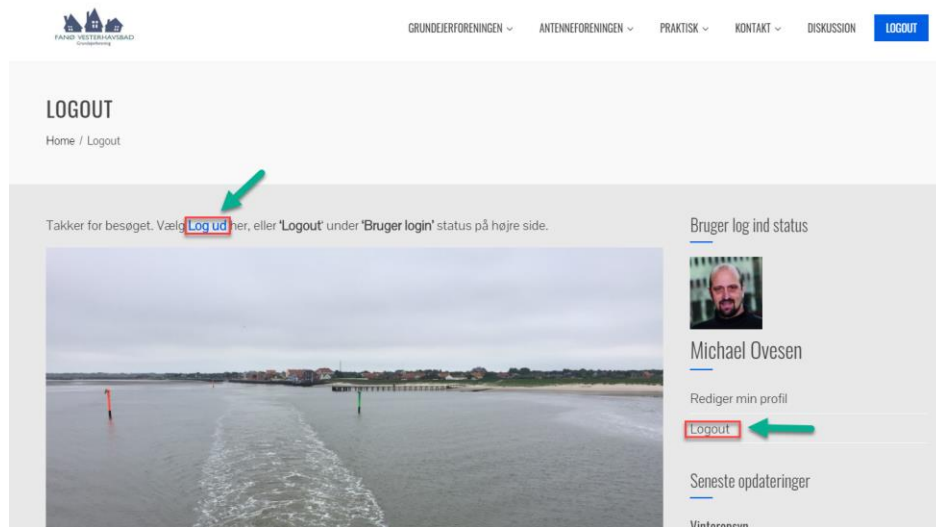 FANØ VESTERHAVSBAD
Grundejerforening
GRUNDEJERFORENINGEN
ANTENNEFORENINGEN
PRAKTISK
KONTAKT
DISKUSSION
LOGOUT
LOGOUT
Home / Logout
Takker for besøget. Vælg Log ud her, eller 'Logout' under 'Bruger login' status på højre side.
Bruger log ind status
Michael Ovesen
Rediger min profil
Logout
Seneste opdateringer
Vintersyn